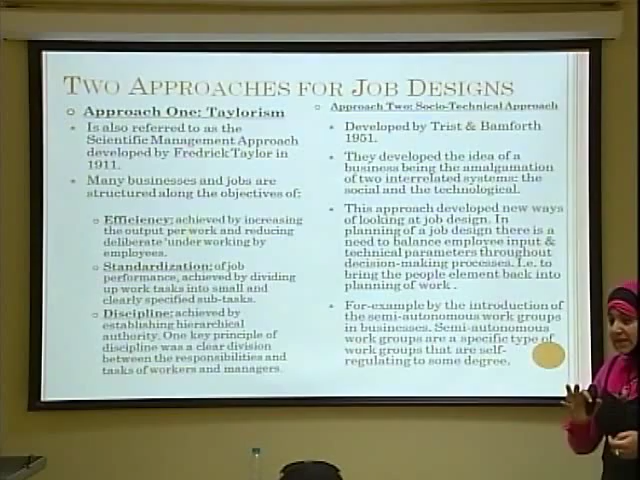 TWO APPROACHES FOR JOB DESIGNS
Approach One: Taylorism
Is also referred to as the
Scientific Management Approach
developed by Fredrick Taylor in
1911.
Many businesses and jobs are
structured along the objectives of:
Efficiency: achieved by increasing
the output per work and reducing
deliberate 'under working by
employees.
Standardization: of job
performance, achieved by dividing
up work tasks into small and
clearly specified sub-tasks.
Discipline: achieved by
establishing hierarchical
authority. One key principle of
discipline was a clear division
between the responsibilities and
tasks of workers and managers.
Approach Two: Socio-Technical Approach
Developed by Trist & Bamforth
1951.
They developed the idea of a
business being the amalgamation
of two interrelated systems: the
social and the technological.
This approach developed new ways
of looking at job design. In
planning of a job design there is a
need to balance employee input &
technical parameters throughout
decision-making processes. I.e. to
bring the people element back into
planning of work .
For-example by the introduction of
the semi-autonomous work groups
in businesses. Semi-autonomous
work groups are a specific type of
work groups that are self-
regulating to some degree.